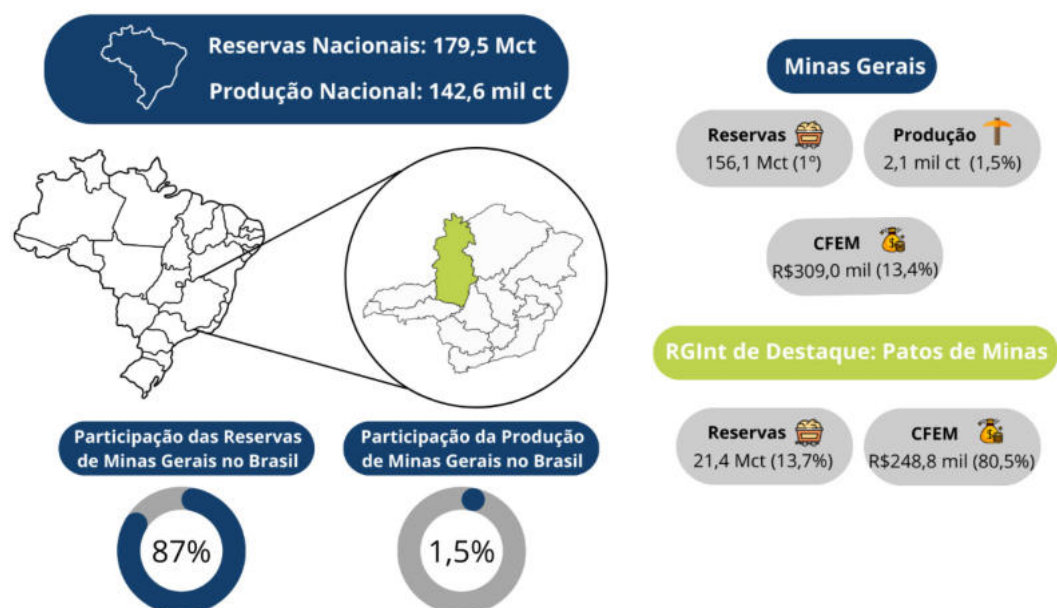 Reservas Nacionais: 179,5 Mct
Produção Nacional: 142,6 mil ct
Minas Gerais
Reservas
156,1 Mct (1°)
Produção
2,1 mil ct (1,5%)
CFEM
R$309,0 mil (13,4%)
RGInt de Destaque: Patos de Minas
Reservas
21,4 Mct (13,7%)
CFEM
R$248,8 mil (80,5%)
Participação das Reservas
de Minas Gerais no Brasil
87%
Participação da Produção
de Minas Gerais no Brasil
1,5%